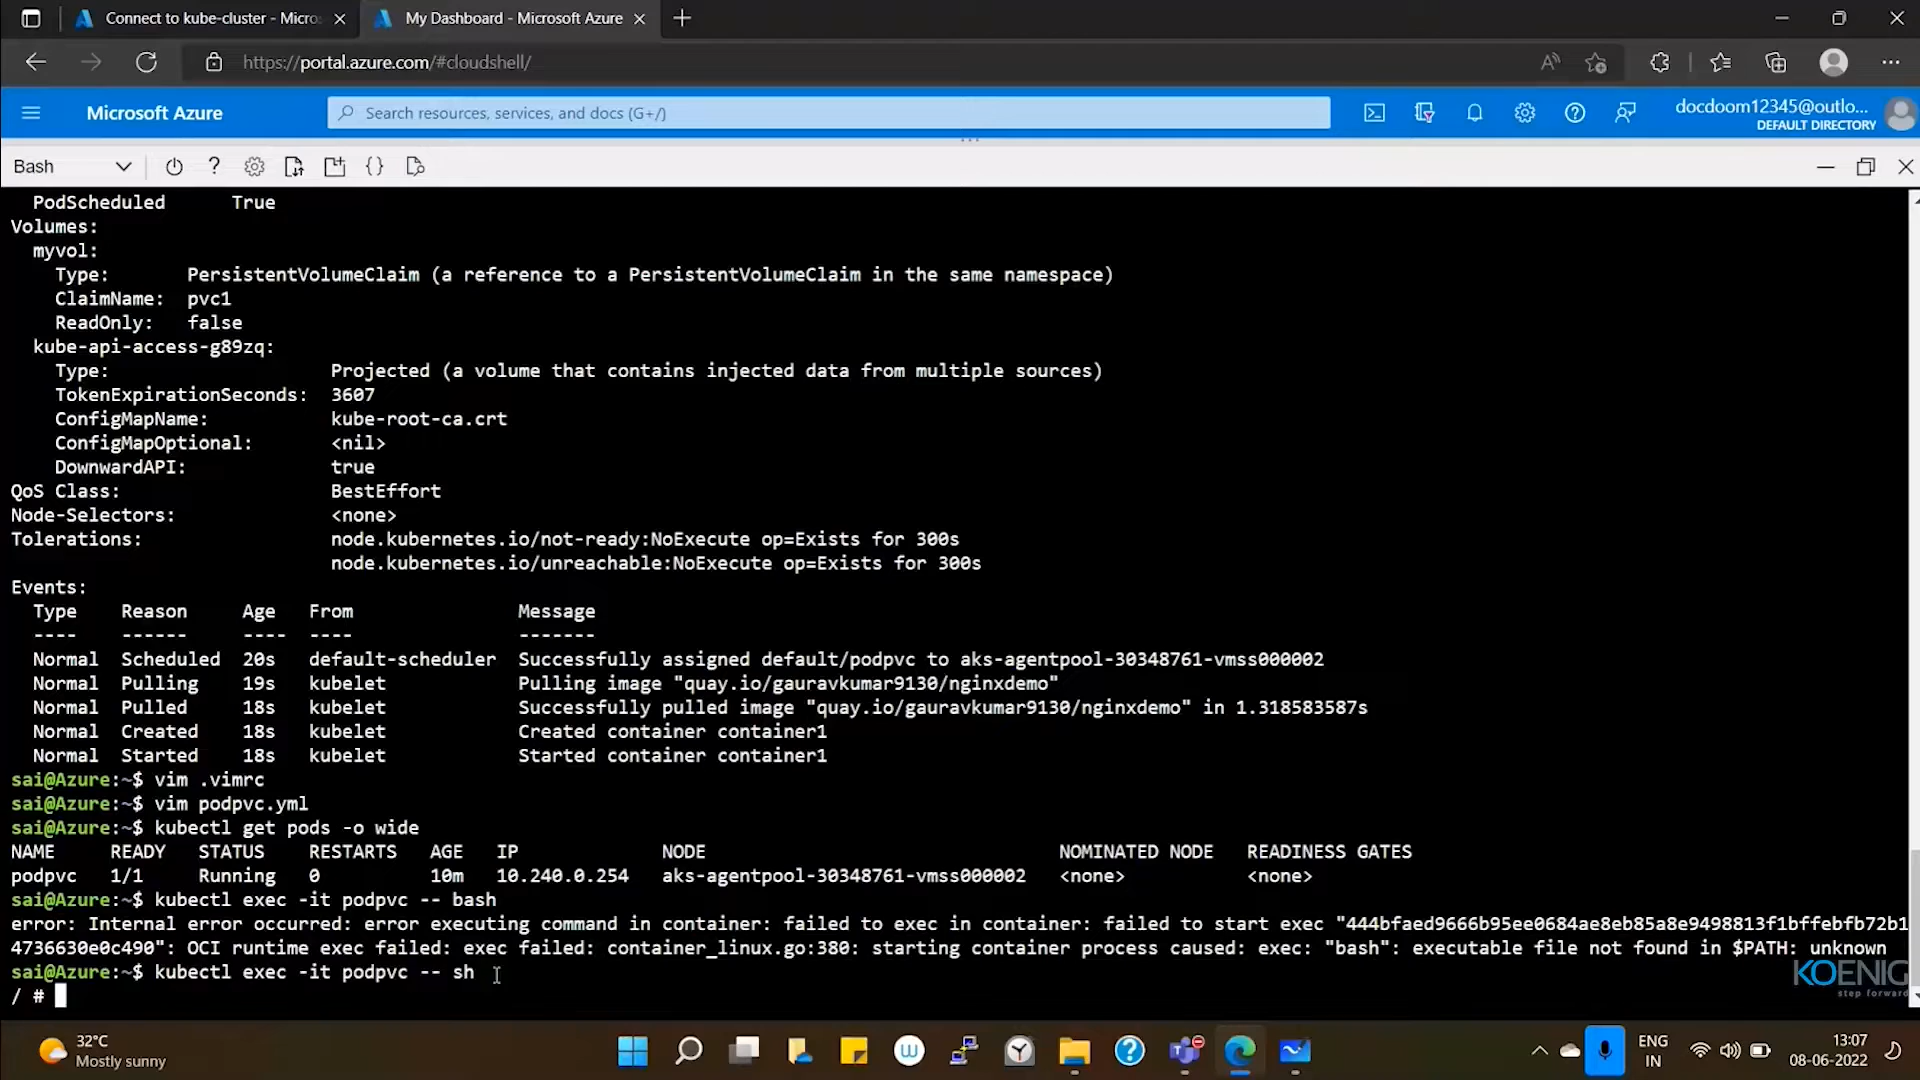 Connect to kube-cluster - Micro
My Dashboard - Microsoft Azure
https://portal.azure.com/#cloudshell/
Microsoft Azure
Search resources, services, and docs (G+/)
docdoom12345@outlo...
DEFAULT DIRECTORY
Bash
PodScheduled True
Volumes:
myvol:
Type: PersistentVolumeClaim (a reference to a PersistentVolumeClaim in the same namespace)
ClaimName: pvc1
ReadOnly: false
kube-api-access-g89zq:
Type: Projected (a volume that contains injected data from multiple sources)
TokenExpirationSeconds: 3607
ConfigMapName: kube-root-ca.crt
ConfigMapOptional: <nil>
DownwardAPI: true
QoS Class: BestEffort
Node-Selectors: <none>
Tolerations: node.kubernetes.io/not-ready:NoExecute op=Exists for 300s
node.kubernetes.io/unreachable:NoExecute op=Exists for 300s
Events:
Type Reason Age From Message
---- ------ ---- ---- -------
Normal Scheduled 20s default-scheduler Successfully assigned default/podpvc to aks-agentpool-30348761-vmss000002
Normal Pulling 19s kubelet Pulling image "quay.io/gauravkumar9130/nginxdemo"
Normal Pulled 18s kubelet Successfully pulled image "quay.io/gauravkumar9130/nginxdemo" in 1.318583587s
Normal Created 18s kubelet Created container container1
Normal Started 18s kubelet Started container container1
sai@Azure:~$ vim .vimrc
sai@Azure:~$ vim podpvc.yml
sai@Azure:~$ kubectl get pods -o wide
NAME READY STATUS RESTARTS AGE IP NODE NOMINATED NODE READINESS GATES
podpvc 1/1 Running 0 10m 10.240.0.254 aks-agentpool-30348761-vmss000002 <none> <none>
sai@Azure:~$ kubectl exec -it podpvc -- bash
error: Internal error occurred: error executing command in container: failed to exec in container: failed to start exec "444bfaed9666b95ee0684ae8eb85a8e9498813f1bffebfb72b1
4736630e0c490": OCI runtime exec failed: exec failed: container_linux.go:380: starting container process caused: exec: "bash": executable file not found in $PATH: unknown
sai@Azure:~$ kubectl exec -it podpvc -- sh
/ #
KOENIG
step forward
32°C
Mostly sunny
ENG
IN
13:07
08-06-2022